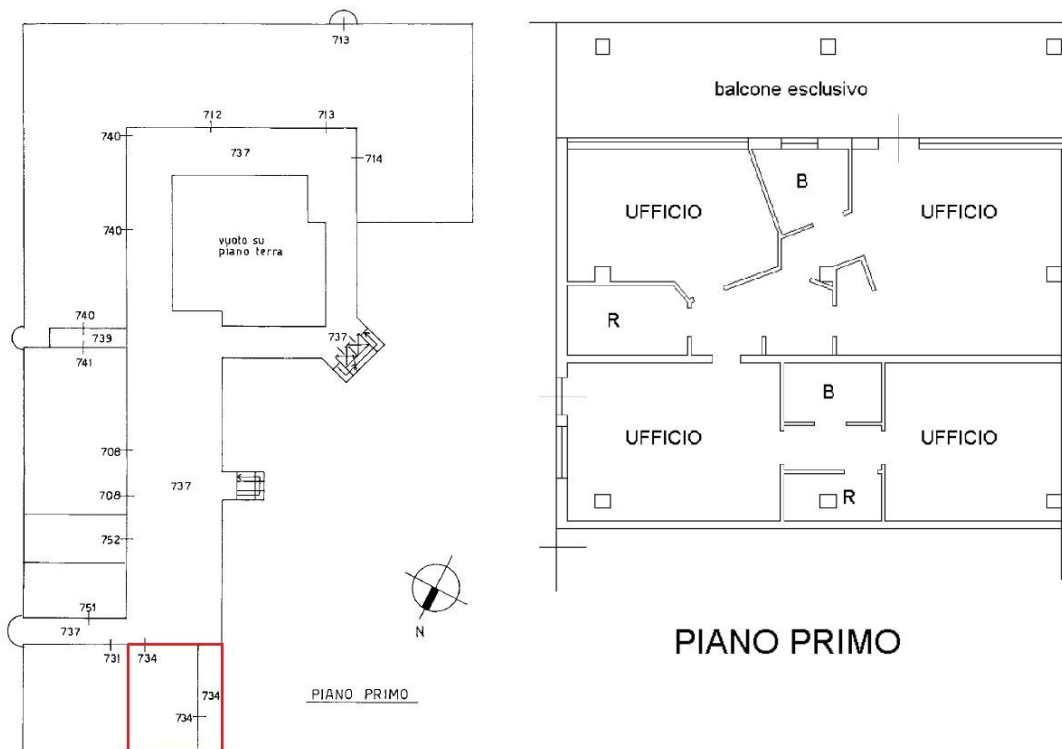 713
712
713
740
737
714
740
vuoto su
piano terra
740
739
741
737
708
737
708
752
751
737
731
734
734
734
N
PIANO PRIMO
balcone esclusivo
UFFICIO
B
UFFICIO
R
UFFICIO
B
UFFICIO
R
PIANO PRIMO